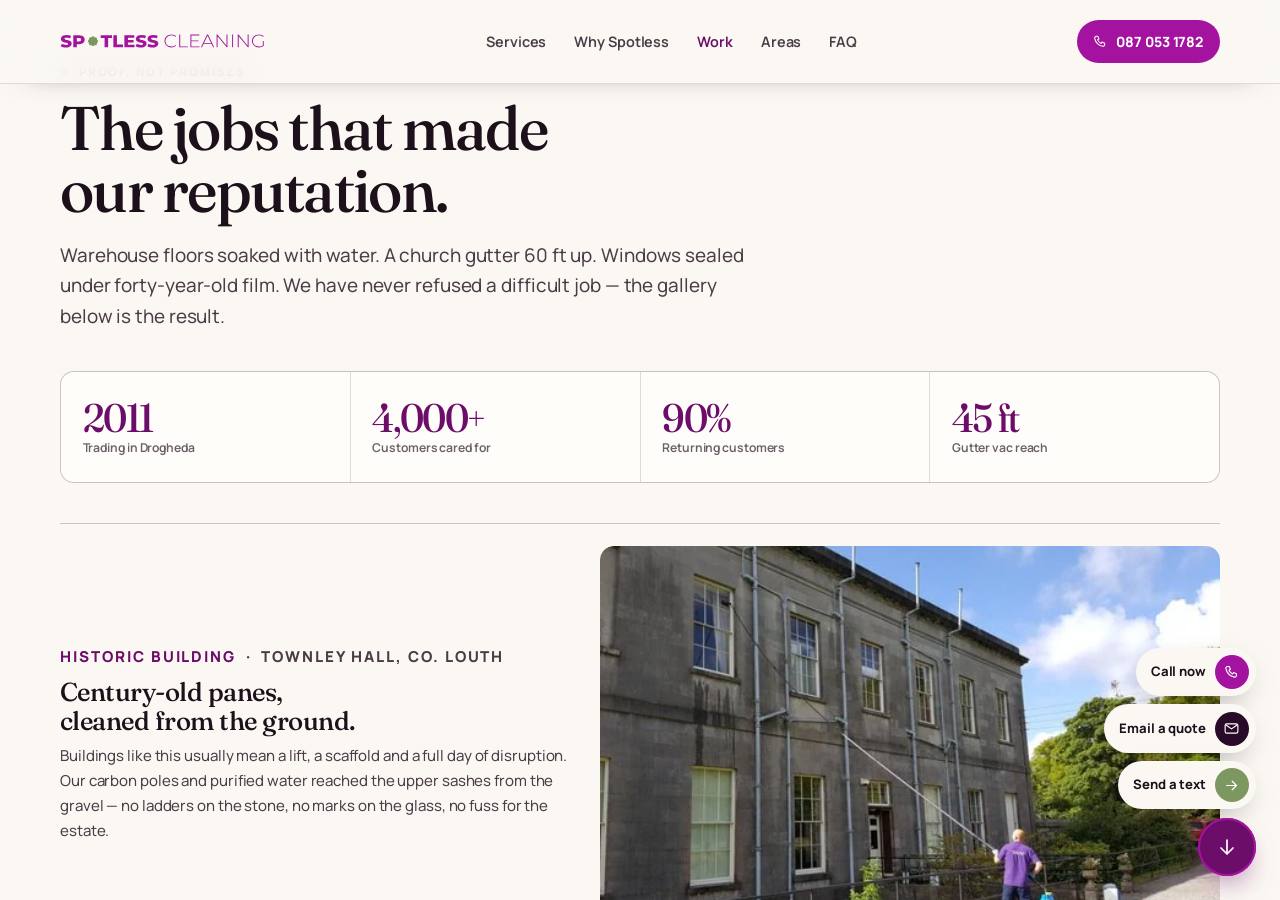 SPOTLESS CLEANING
Services
Why Spotless
Work
Areas
FAQ
087 053 1782
PROOF, NOT PROMISES
The jobs that made
our reputation.
Warehouse floors soaked with water. A church gutter 60 ft up. Windows sealed
under forty-year-old film. We have never refused a difficult job — the gallery
below is the result.
2011
Trading in Drogheda
4,000+
Customers cared for
90%
Returning customers
45 ft
Gutter vac reach
HISTORIC BUILDING · TOWNLEY HALL, CO. LOUTH
Century-old panes,
cleaned from the ground.
Buildings like this usually mean a lift, a scaffold and a full day of disruption.
Our carbon poles and purified water reached the upper sashes from the
gravel — no ladders on the stone, no marks on the glass, no fuss for the
estate.
Call now
Email a quote
Send a text